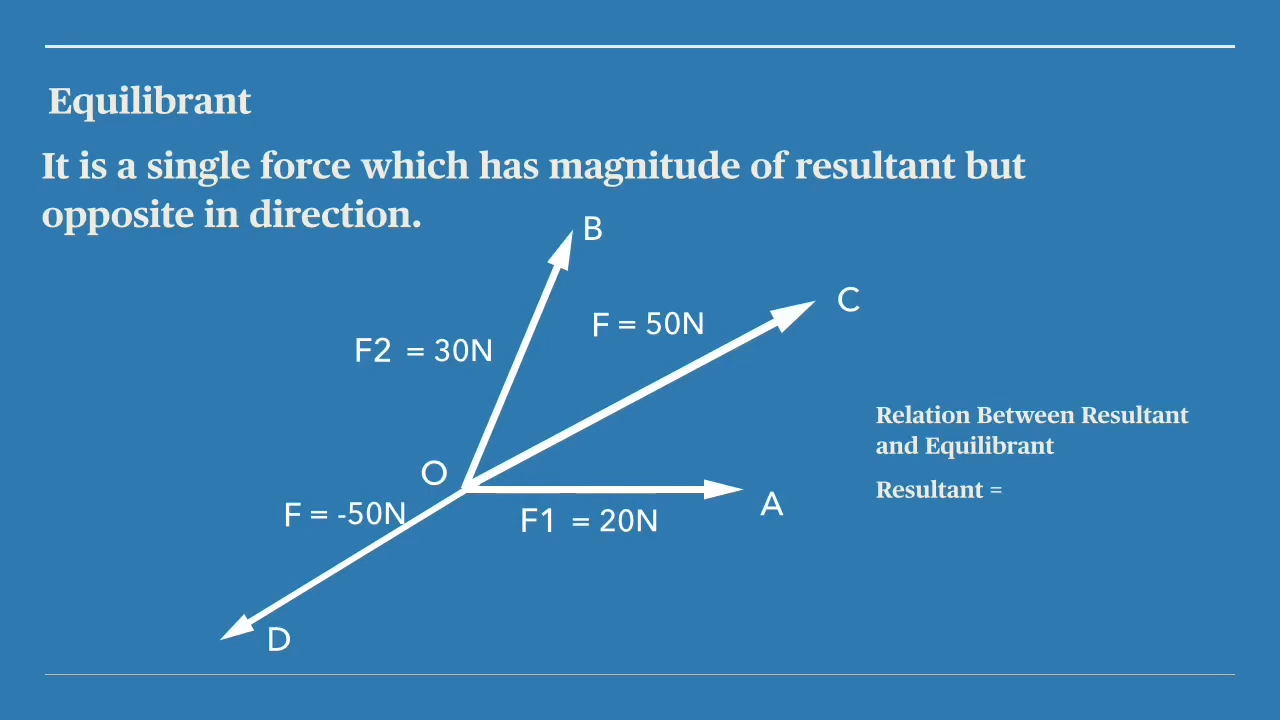 Equilibrant
It is a single force which has magnitude of resultant but
opposite in direction.
B
C
F = 50N
F2 = 30N
Relation Between Resultant
and Equilibrant
O
Resultant =
F = -50N
A
F1 = 20N
D